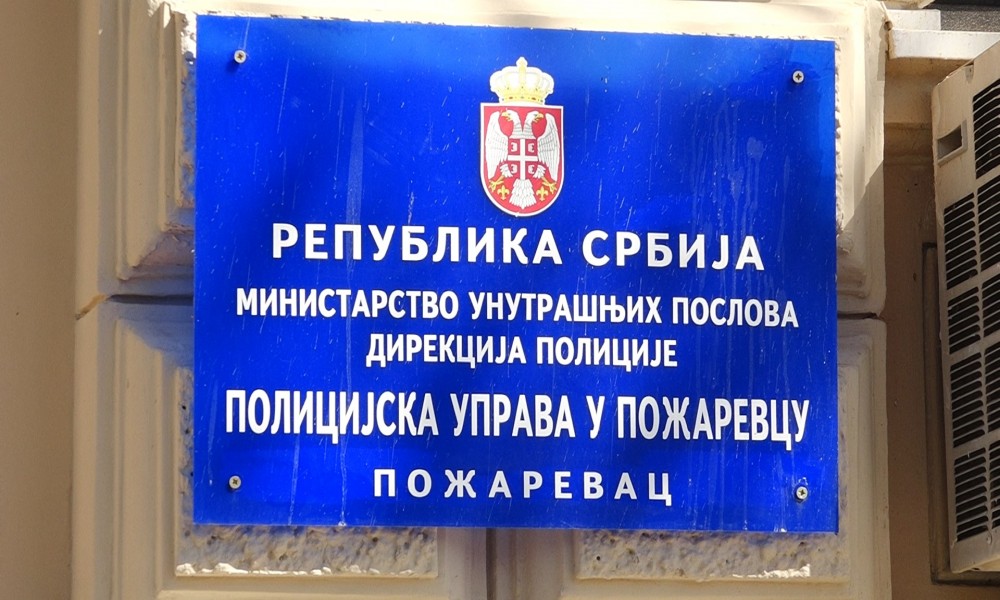 РЕПУБЛИКА СРБИЈА
МИНИСТАРСТВО УНУТРАШЊИХ ПОСЛОВА
ДИРЕКЦИЈА ПОЛИЦИЈЕ
ПОЛИЦИЈСКА УПРАВА У ПОЖАРЕВЦУ
ПОЖАРЕВАЦ